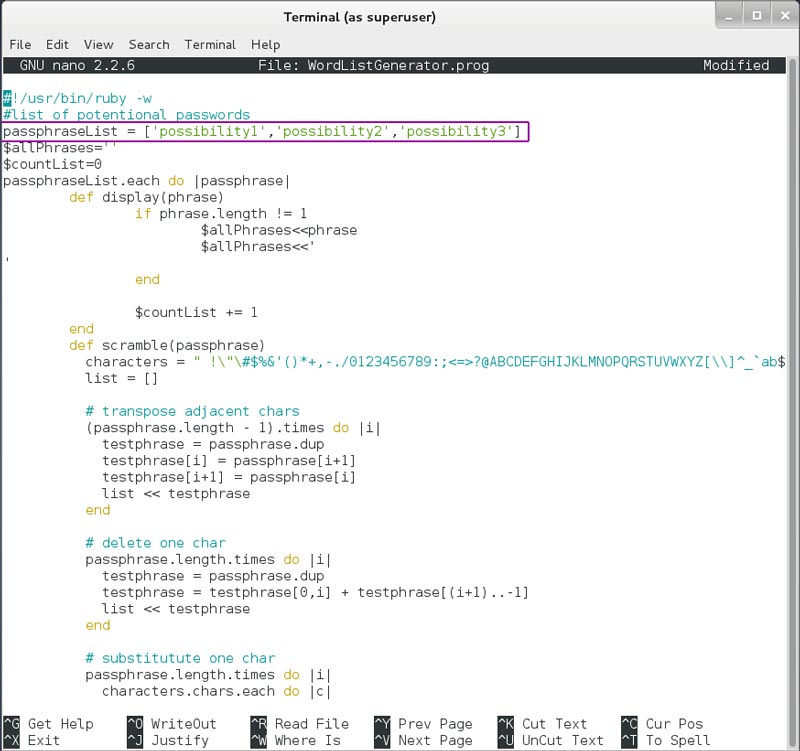 Terminal (as superuser)
File Edit View Search Terminal Help
GNU nano 2.2.6 File: WordListGenerator.prog Modified
#!/usr/bin/ruby -w
#list of potentional passwords
passphraseList = ['possibility1','possibility2','possibility3']
$allPhrases=''
$countList=0
passphraseList.each do |passphrase|
def display(phrase)
if phrase.length != 1
$allPhrases<<phrase
$allPhrases<<'
'
end
$countList += 1
end
def scramble(passphrase)
characters = " !\"\#$%&'()*+,-./0123456789:;<=>?@ABCDEFGHIJKLMNOPQRSTUVWXYZ[\\]^_`ab$
list = []
# transpose adjacent chars
(passphrase.length - 1).times do |i|
testphrase = passphrase.dup
testphrase[i] = passphrase[i+1]
testphrase[i+1] = passphrase[i]
list << testphrase
end
# delete one char
passphrase.length.times do |i|
testphrase = passphrase.dup
testphrase = testphrase[0,i] + testphrase[(i+1)..-1]
list << testphrase
end
# substitutute one char
passphrase.length.times do |i|
characters.chars.each do |c|
^G Get Help ^O WriteOut ^R Read File ^Y Prev Page ^K Cut Text ^C Cur Pos
^X Exit ^J Justify ^W Where Is ^V Next Page ^U UnCut Text ^T To Spell